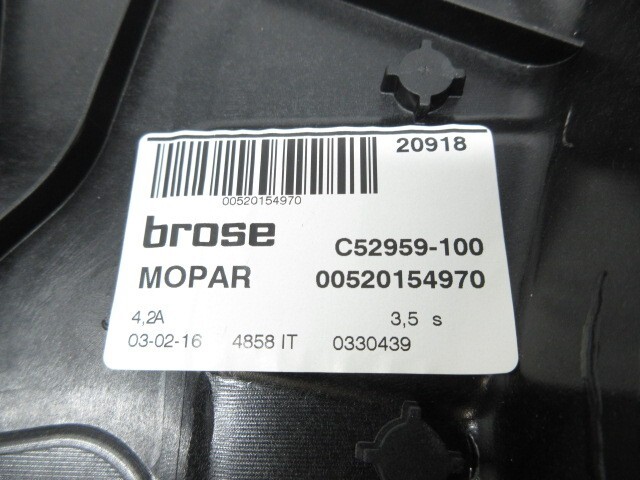 20918
00520154970
brose
C52959-100
MOPAR 00520154970
4,2A 3,5 s
03-02-16 4858 IT 0330439